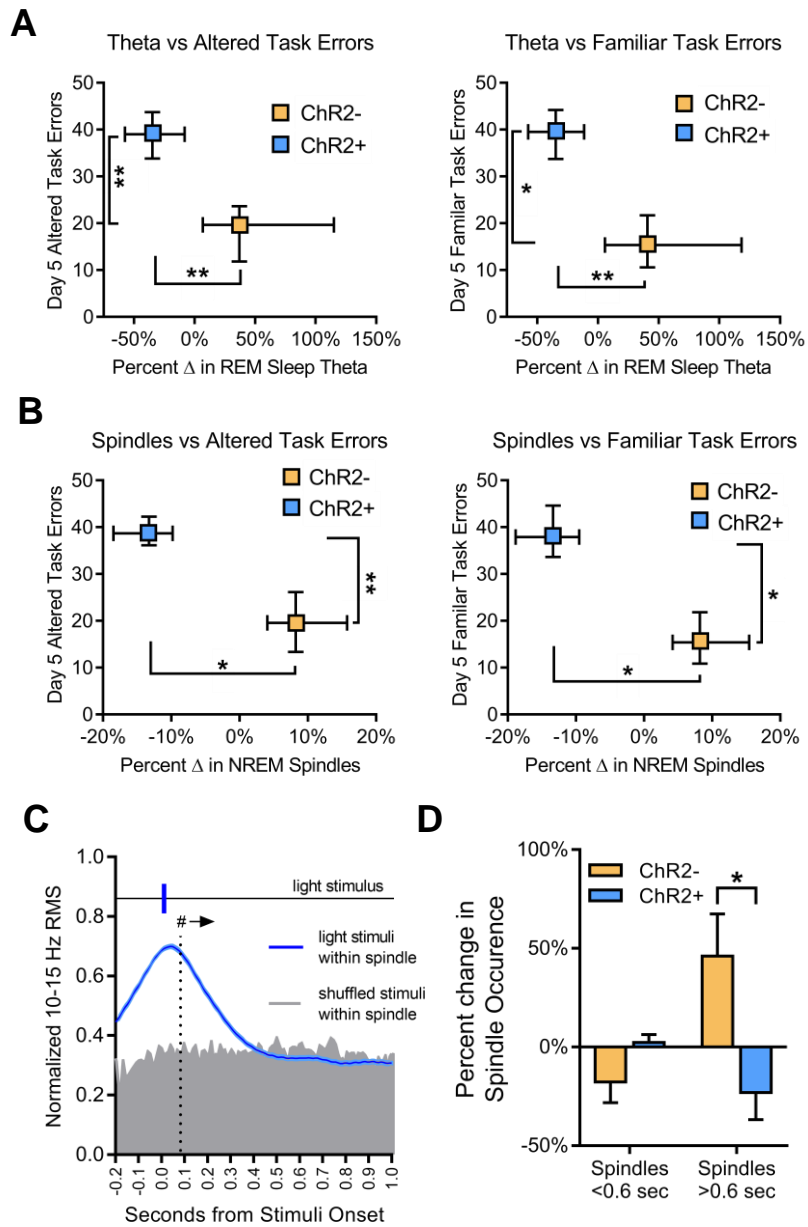 A
Theta vs Altered Task Errors
Day 5 Altered Task Errors
50
40
30
20
10
0
ChR2-
ChR2+
**
**
-50%
0%
50%
100%
150%
Percent Δ in REM Sleep Theta
Theta vs Familiar Task Errors
Day 5 Familar Task Errors
50
40
30
20
10
0
ChR2-
ChR2+
*
**
-50%
0%
50%
100%
150%
Percent Δ in REM Sleep Theta
B
Spindles vs Altered Task Errors
Day 5 Altered Task Errors
50
40
30
20
10
0
ChR2-
ChR2+
**
*
-20%
-10%
0%
10%
20%
Percent Δ in NREM Spindles
Spindles vs Familiar Task Errors
Day 5 Familar Task Errors
50
40
30
20
10
0
ChR2-
ChR2+
*
*
-20%
-10%
0%
10%
20%
Percent Δ in NREM Spindles
C
Normalized 10-15 Hz RMS
1.0
0.8
0.6
0.4
0.2
0.0
light stimulus
#→
light stimuli
within spindle
shuffled stimuli
within spindle
-0.2
-0.1
0.0
0.1
0.2
0.3
0.4
0.5
0.6
0.7
0.8
0.9
1.0
Seconds from Stimuli Onset
D
Percent change in
Spindle Occurence
100%
50%
0%
-50%
ChR2-
ChR2+
*
Spindles
<0.6 sec
Spindles
>0.6 sec